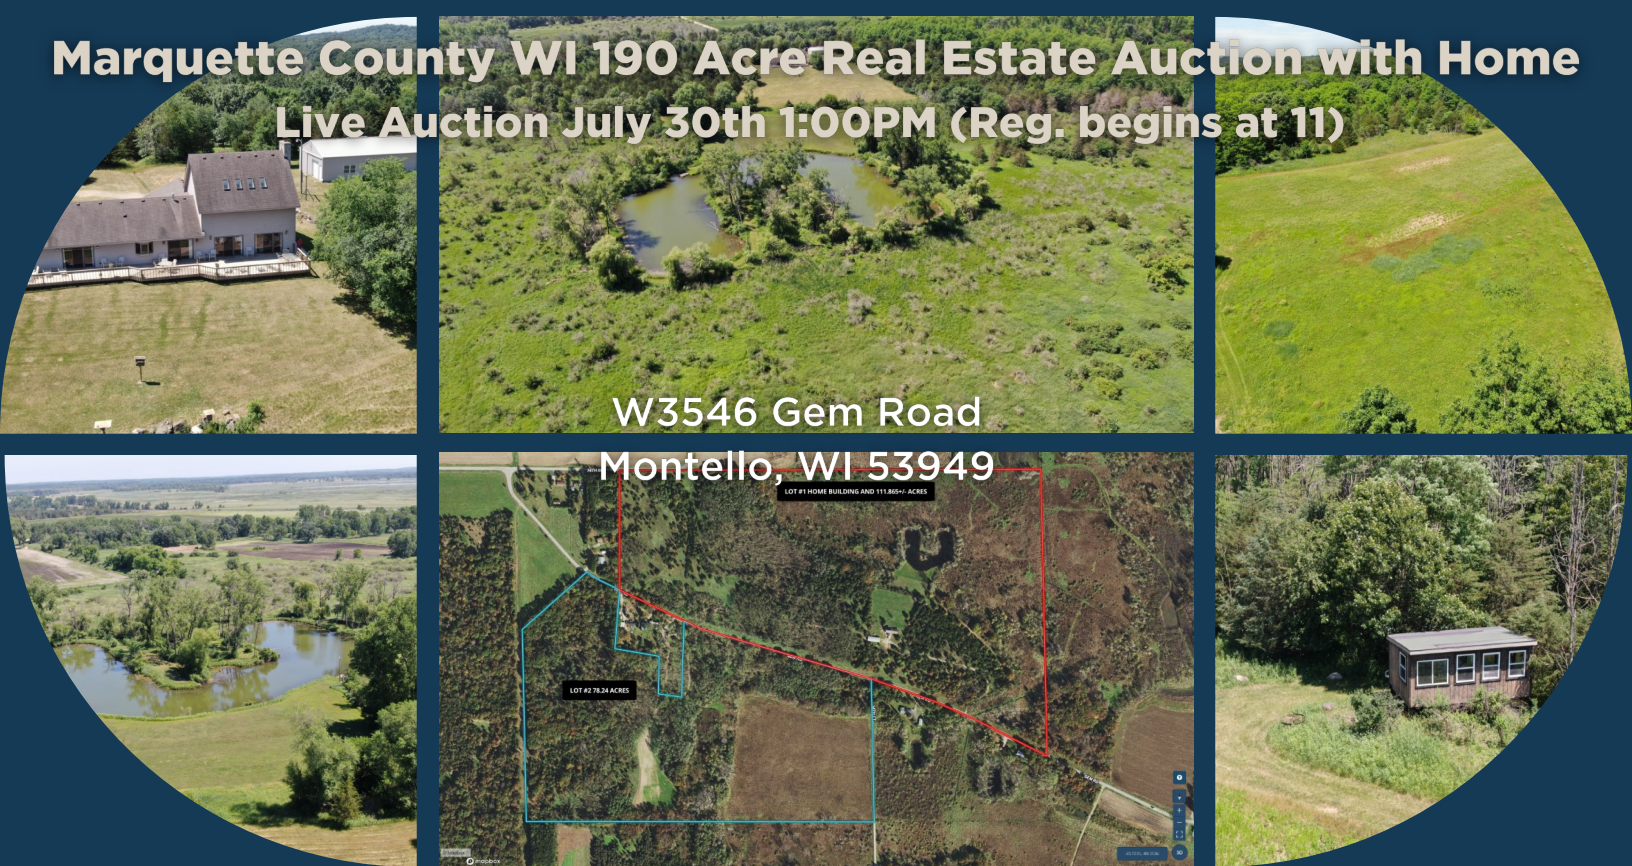 Marquette County WI 190 Acre Real Estate Auction with Home
Live Auction July 30th 1:00PM (Reg. begins at 11)
W3546 Gem Road
Montello, WI 53949
LOT #1 HOME BUILDING AND 111.865+/- ACRES
LOT #2 78.24 ACRES
mapbox